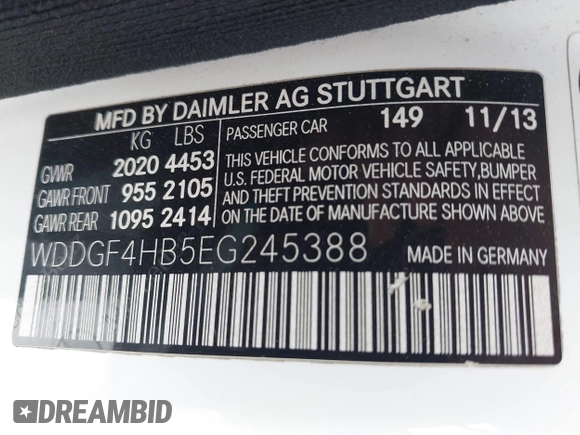 MFD BY DAIMLER AG STUTTGART
KG LBS
GVWR 2020 4453
GAWR FRONT 955 2105
GAWR REAR 1095 2414
PASSENGER CAR 149 11/13
THIS VEHICLE CONFORMS TO ALL APPLICABLE
U.S. FEDERAL MOTOR VEHICLE SAFETY, BUMPER
AND THEFT PREVENTION STANDARDS IN EFFECT
ON THE DATE OF MANUFACTURE SHOWN ABOVE.
WDDGF4HB5EG245388 MADE IN GERMANY
DREAMBID